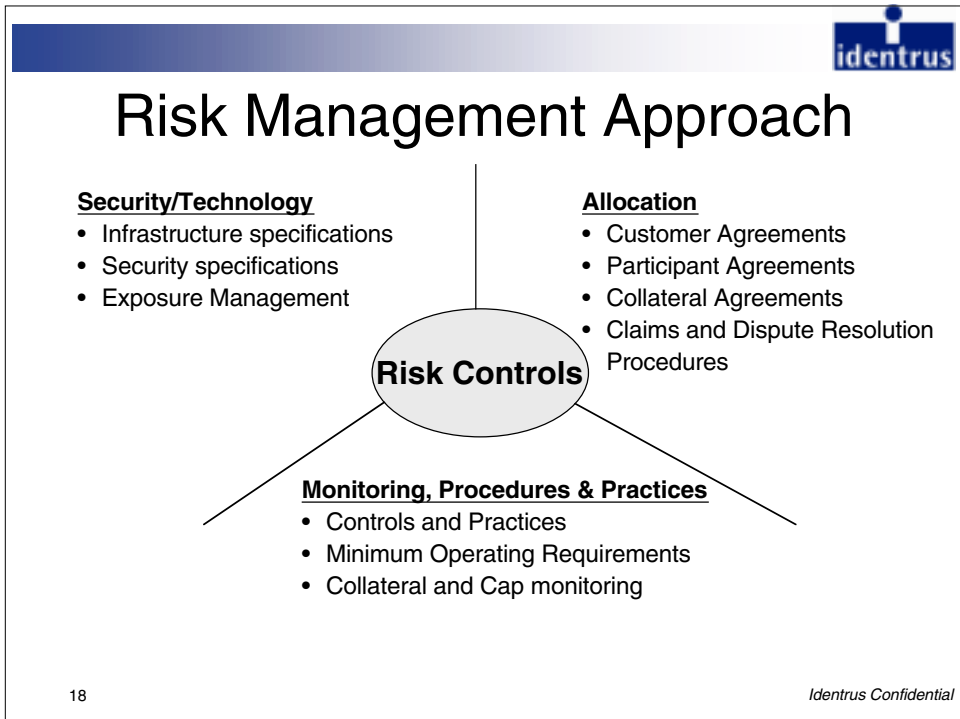 identrus
Risk Management Approach
Security/Technology
• Infrastructure specifications
• Security specifications
• Exposure Management
Allocation
• Customer Agreements
• Participant Agreements
• Collateral Agreements
• Claims and Dispute Resolution
Procedures
Risk Controls
Monitoring, Procedures & Practices
• Controls and Practices
• Minimum Operating Requirements
• Collateral and Cap monitoring
18
Identrus Confidential